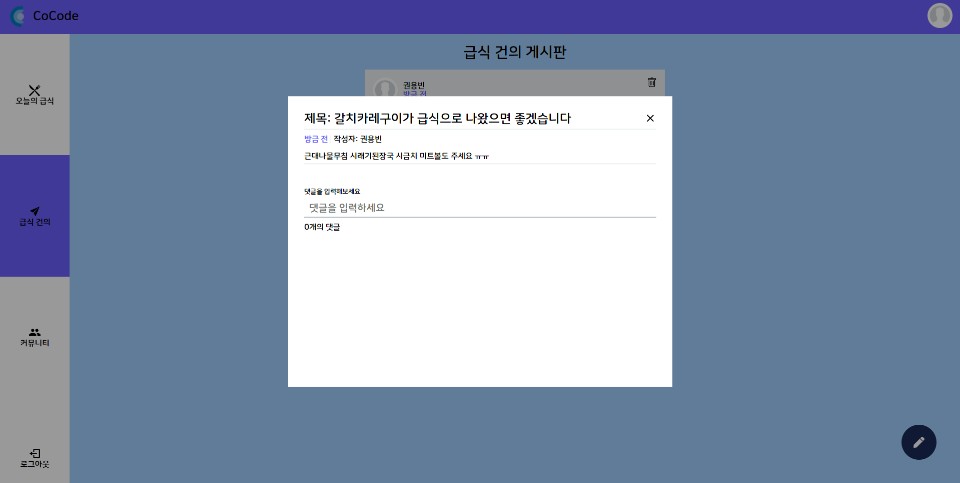 CoCode
오늘의 급식
급식 건의
커뮤니티
로그아웃
급식 건의 게시판
권용빈
방금 전
제목: 갈치카레구이가 급식으로 나왔으면 좋겠습니다
방금 전 작성자: 권용빈
근대나물무침 시래기된장국 시금치 미트볼도 주세요 ㅠㅠ
댓글을 입력해보세요
댓글을 입력하세요
0개의 댓글